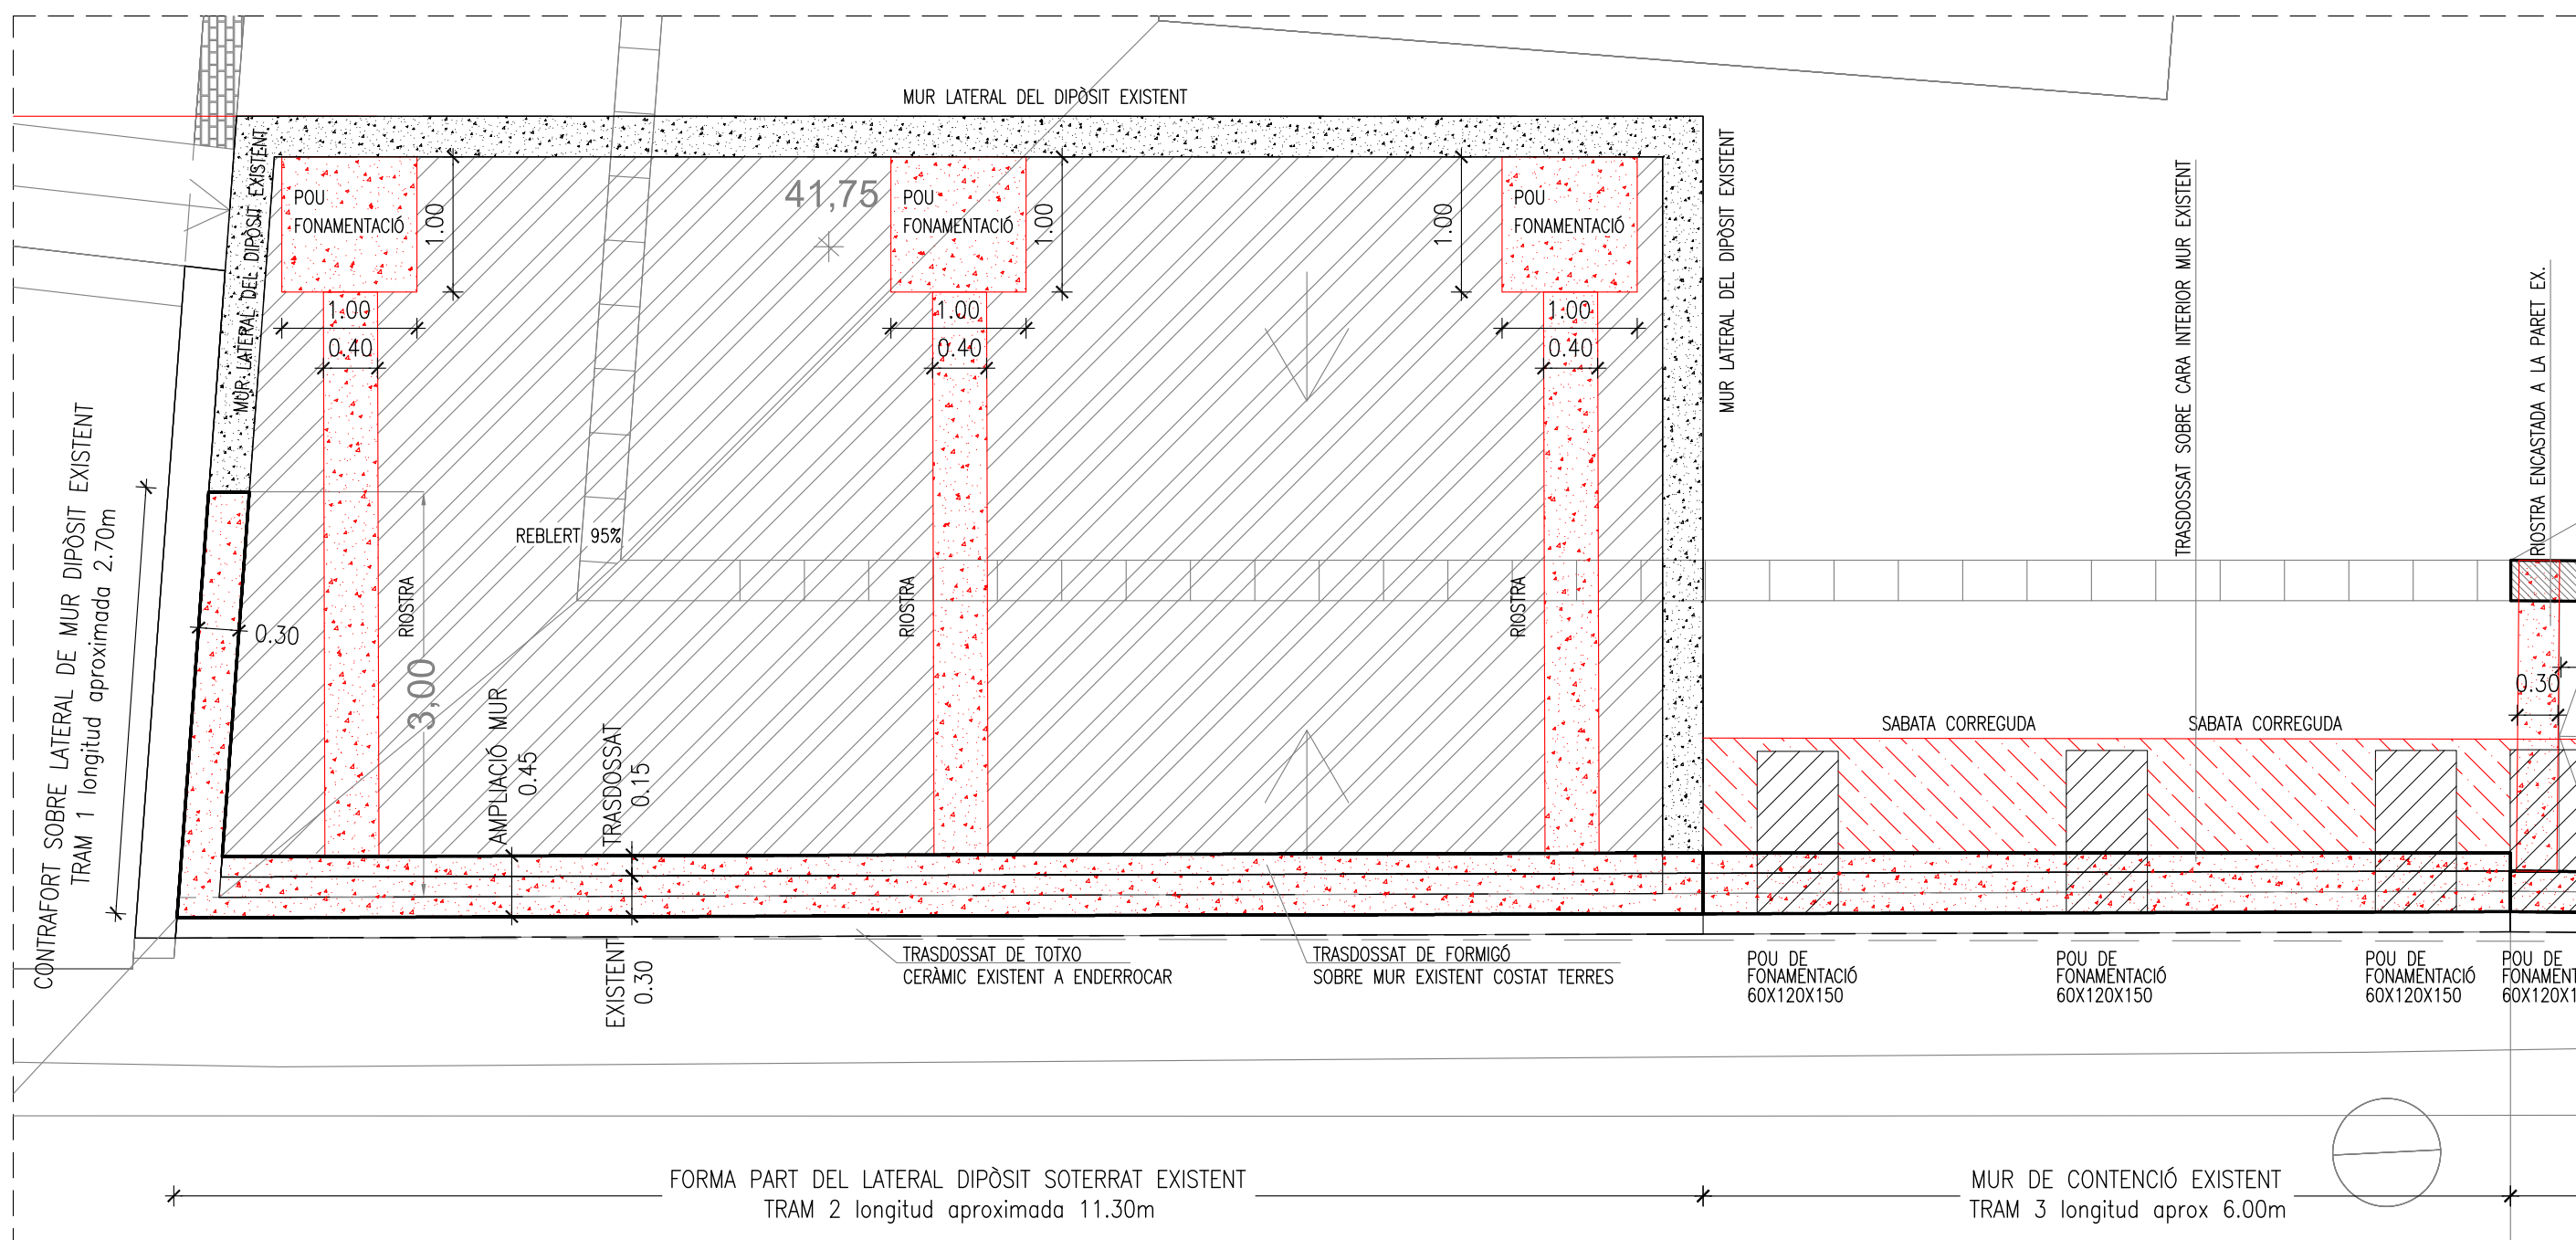 MUR LATERAL DEL DIPÒSIT EXISTENT
MUR LATERAL DEL DIPÒSIT EXISTENT
POU
FONAMENTACIÓ
1.00
1.00
0.40
41,75
POU
FONAMENTACIÓ
1.00
1.00
0.40
POU
FONAMENTACIÓ
1.00
1.00
0.40
MUR LATERAL DEL DIPÒSIT EXISTENT
TRASDOSSAT SOBRE CARA INTERIOR MUR EXISTENT
RIOSTRA ENCASTADA A LA PARET EX.
CONTRAFORT SOBRE LATERAL DE MUR DIPÒSIT EXISTENT
TRAM 1 longitud aproximada 2.70m
0.30
RIOSTRA
3,00
REBLERT 95%
RIOSTRA
RIOSTRA
AMPLIACIÓ MUR
0.45
TRASDOSSAT
0.15
EXISTENT
0.30
SABATA CORREGUDA
SABATA CORREGUDA
0.30
TRASDOSSAT DE TOTXO
CERÀMIC EXISTENT A ENDERROCAR
TRASDOSSAT DE FORMIGÓ
SOBRE MUR EXISTENT COSTAT TERRES
POU DE
FONAMENTACIÓ
60X120X150
POU DE
FONAMENTACIÓ
60X120X150
POU DE
FONAMENTACIÓ
60X120X150
POU DE
FONAMENT
60X120X1
FORMA PART DEL LATERAL DIPÒSIT SOTERRAT EXISTENT
TRAM 2 longitud aproximada 11.30m
MUR DE CONTENCIÓ EXISTENT
TRAM 3 longitud aprox 6.00m